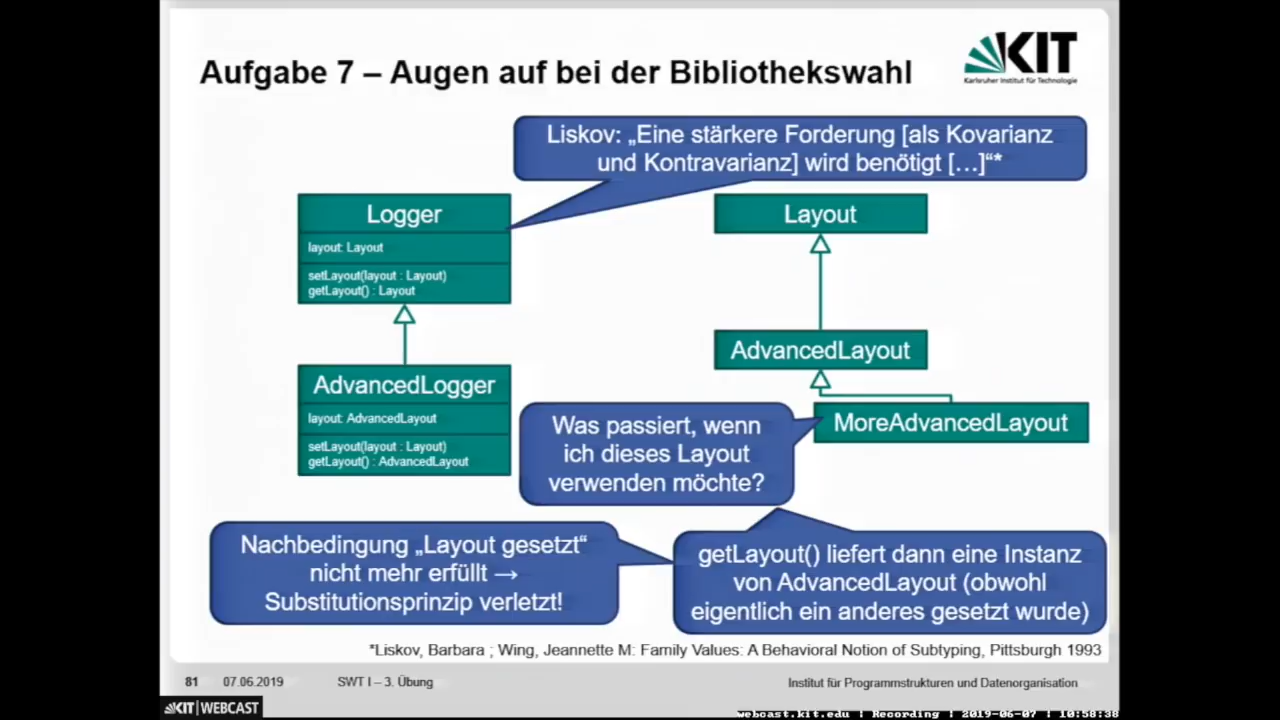 Aufgabe 7 – Augen auf bei der Bibliothekswahl
KIT
Karlsruher Institut für Technologie
Liskov: „Eine stärkere Forderung [als Kovarianz
und Kontravarianz] wird benötigt […]“*
Logger
layout: Layout
setLayout(layout : Layout)
getLayout() : Layout
Layout
AdvancedLayout
AdvancedLogger
layout: AdvancedLayout
setLayout(layout : Layout)
getLayout() : AdvancedLayout
MoreAdvancedLayout
Was passiert, wenn
ich dieses Layout
verwenden möchte?
Nachbedingung „Layout gesetzt“
nicht mehr erfüllt →
Substitutionsprinzip verletzt!
getLayout() liefert dann eine Instanz
von AdvancedLayout (obwohl
eigentlich ein anderes gesetzt wurde)
*Liskov, Barbara ; Wing, Jeannette M: Family Values: A Behavioral Notion of Subtyping, Pittsburgh 1993
81 07.06.2019 SWT I – 3. Übung Institut für Programmstrukturen und Datenorganisation
KIT | WEBCAST
webcast.kit.edu | Recording | 2019-06-07 | 10:58:38